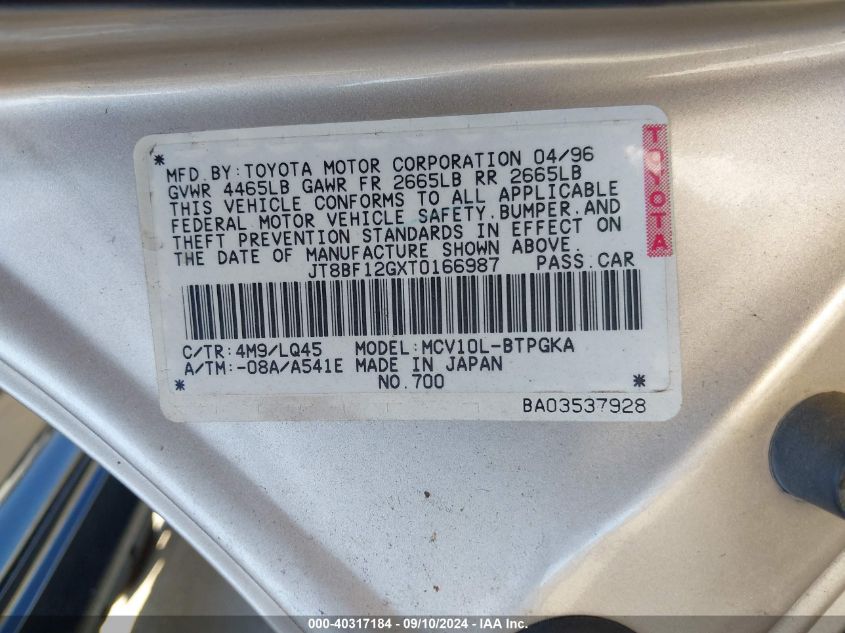 * MFD.BY:TOYOTA MOTOR CORPORATION 04/96
GVWR 4465LB GAWR FR 2665LB RR 2665LB
THIS VEHICLE CONFORMS TO ALL APPLICABLE
FEDERAL MOTOR VEHICLE SAFETY,BUMPER,AND
THEFT PREVENTION STANDARDS IN EFFECT ON
THE DATE OF MANUFACTURE SHOWN ABOVE.
JT8BF12GXT0166987 PASS.CAR
TOYOTA
C/TR:4M9/LQ45 MODEL:MCV10L-BTPGKA
A/TM:-08A/A541E MADE IN JAPAN
* NO.700 *
BA03537928
000-40317184 - 09/10/2024 - IAA Inc.